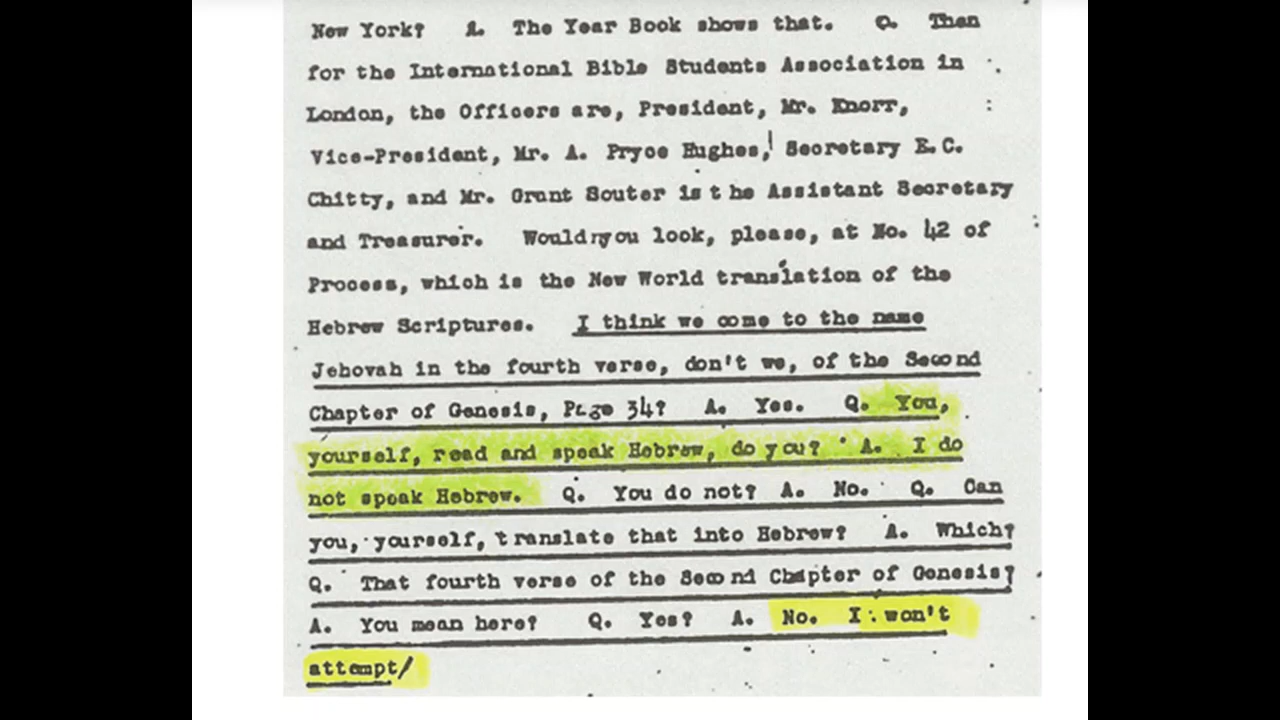 New York?   A.  The Year Book shows that.   Q.  Then
for the International Bible Students Association in
London, the Officers are, President, Mr. Knorr,
Vice-President, Mr. A. Pryce Hughes, Secretary E.C.
Chitty, and Mr. Grant Souter is the Assistant Secretary
and Treasurer.   Would you look, please, at No. 42 of
Process, which is the New World translation of the
Hebrew Scriptures.   I think we come to the name
Jehovah in the fourth verse, don't we, of the Second
Chapter of Genesis, Page 34?   A.  Yes.   Q.  You,
yourself, read and speak Hebrew, do you?   A.  I do
not speak Hebrew.   Q.  You do not?  A.  No.   Q.  Can
you, yourself, translate that into Hebrew?   A.  Which?
Q.  That fourth verse of the Second Chapter of Genesis?
A.  You mean here?   Q.  Yes?   A.  No.  I won't
attempt/